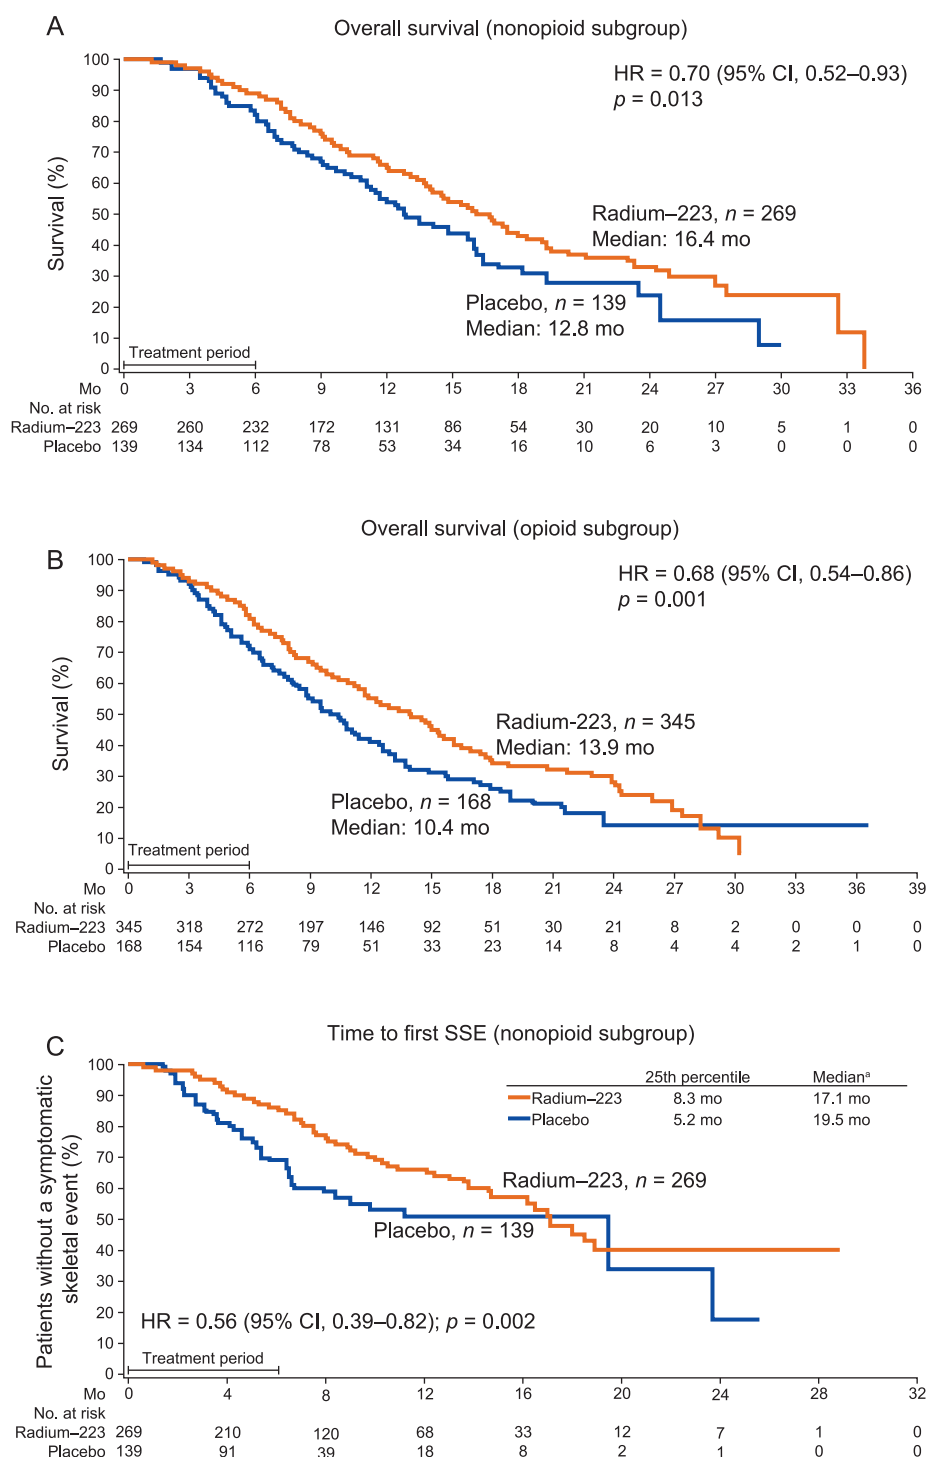 A
Overall survival (nonopioid subgroup)
100
90
80
70
60
50
40
30
20
10
0
Survival (%)
HR = 0.70 (95% CI, 0.52–0.93)
p = 0.013
Radium–223, n = 269
Median: 16.4 mo
Placebo, n = 139
Median: 12.8 mo
Treatment period
Mo 0 3 6 9 12 15 18 21 24 27 30 33 36
No. at risk
Radium–223 269 260 232 172 131 86 54 30 20 10 5 1 0
Placebo 139 134 112 78 53 34 16 10 6 3 0 0 0
B
Overall survival (opioid subgroup)
100
90
80
70
60
50
40
30
20
10
0
Survival (%)
HR = 0.68 (95% CI, 0.54–0.86)
p = 0.001
Radium-223, n = 345
Median: 13.9 mo
Placebo, n = 168
Median: 10.4 mo
Treatment period
Mo 0 3 6 9 12 15 18 21 24 27 30 33 36 39
No. at risk
Radium–223 345 318 272 197 146 92 51 30 21 8 2 0 0 0
Placebo 168 154 116 79 51 33 23 14 8 4 4 2 1 0
C
Time to first SSE (nonopioid subgroup)
100
90
80
70
60
50
40
30
20
10
0
Patients without a symptomatic
skeletal event (%)
25th percentile Medianᵃ
Radium–223 8.3 mo 17.1 mo
Placebo 5.2 mo 19.5 mo
Radium–223, n = 269
Placebo, n = 139
HR = 0.56 (95% CI, 0.39–0.82); p = 0.002
Treatment period
Mo 0 4 8 12 16 20 24 28 32
No. at risk
Radium–223 269 210 120 68 33 12 7 1 0
Placebo 139 91 39 18 8 2 1 0 0